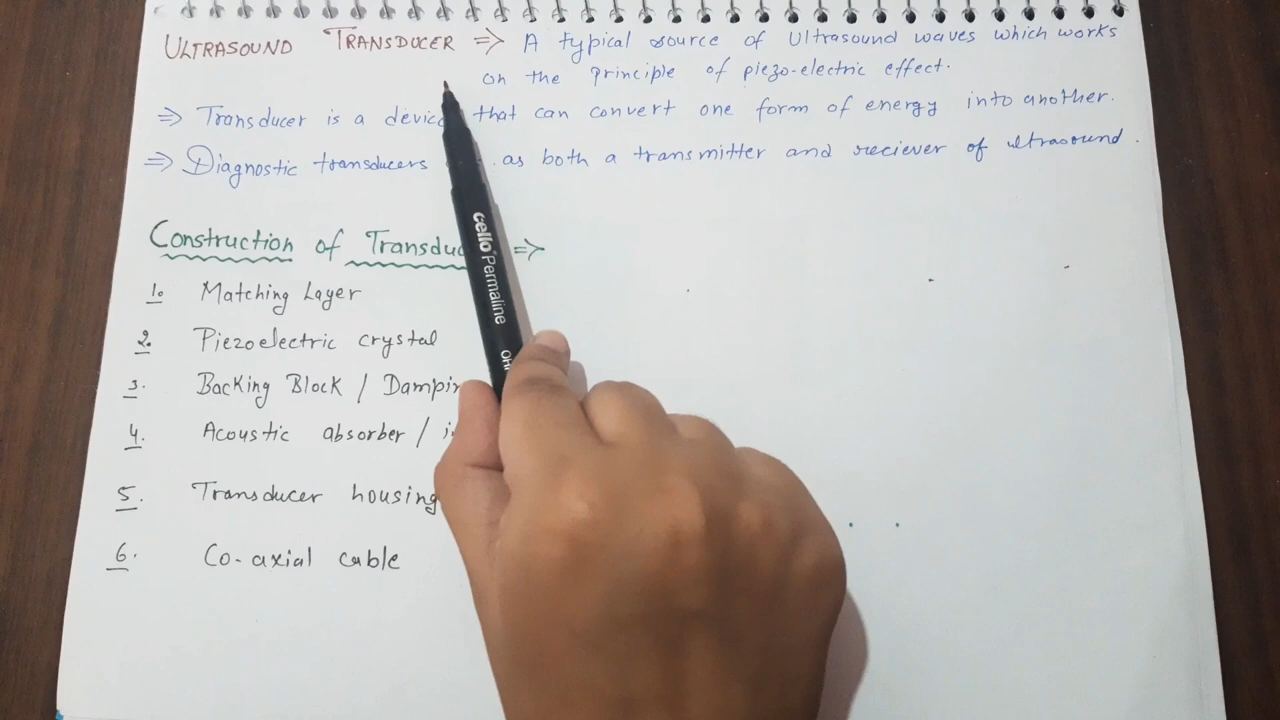 ULTRASOUND TRANSDUCER => A typical source of Ultrasound waves which works
on the principle of piezo-electric effect.
=> Transducer is a device that can convert one form of energy into another.
=> Diagnostic transducers as both a transmitter and reciever of ultrasound.
Construction of Transduc =>
1. Matching Layer
2. Piezoelectric crystal
3. Backing Block / Dampin
4. Acoustic absorber /
5. Transducer housing
6. Co-axial cable
cello Permaline